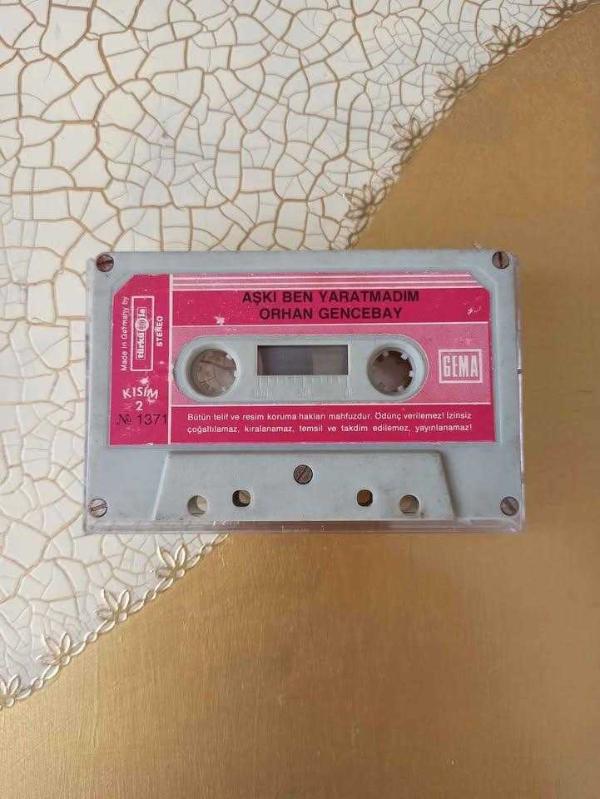 AŞKI BEN YARATMADIM
ORHAN GENCEBAY
Made in Germany by
türküola
STEREO
KISIM
2
№ 1371
GEMA
Bütün telif ve resim koruma hakları mahfuzdur. Ödünç verilemez! İzinsiz
çoğaltılamaz, kiralanamaz, temsil ve takdim edilemez, yayınlanamaz!